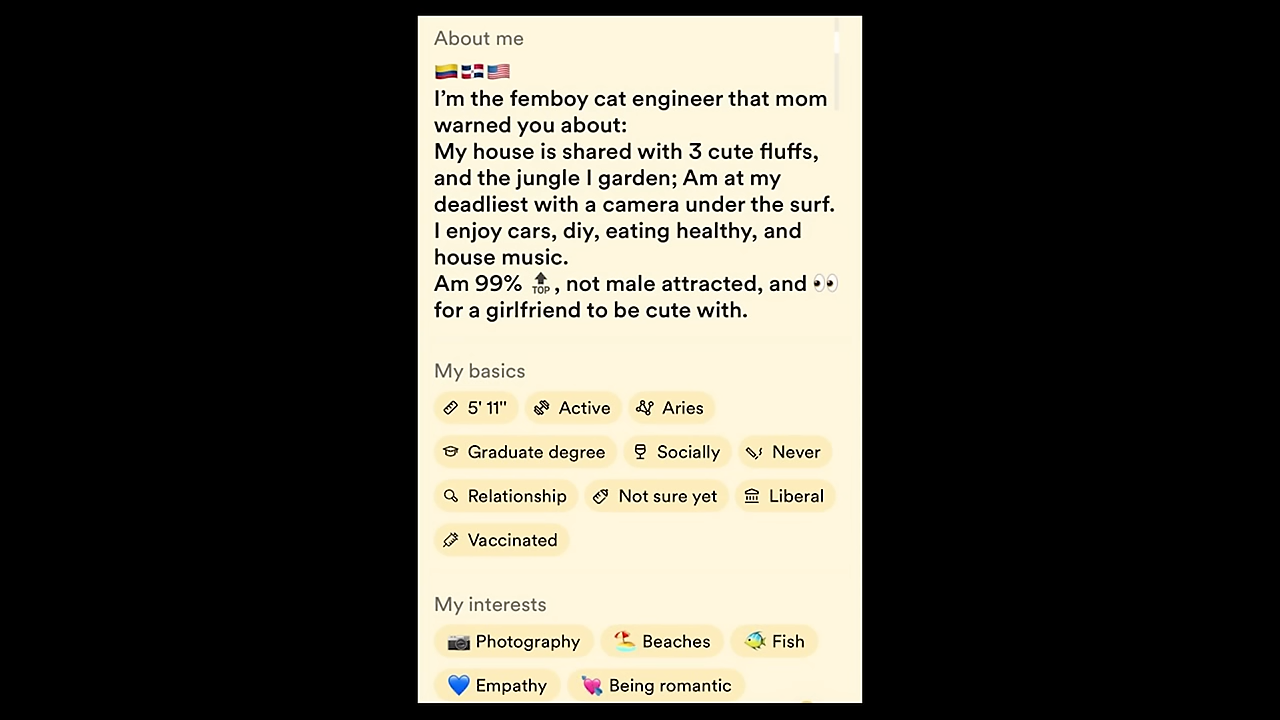 About me
🇨🇴🇩🇴🇺🇸
I’m the femboy cat engineer that mom
warned you about:
My house is shared with 3 cute fluffs,
and the jungle I garden; Am at my
deadliest with a camera under the surf.
I enjoy cars, diy, eating healthy, and
house music.
Am 99% 🔝, not male attracted, and 👀
for a girlfriend to be cute with.
My basics
5' 11" Active Aries
Graduate degree Socially Never
Relationship Not sure yet Liberal
Vaccinated
My interests
📷 Photography 🏖️ Beaches 🐠 Fish
💙 Empathy 💘 Being romantic